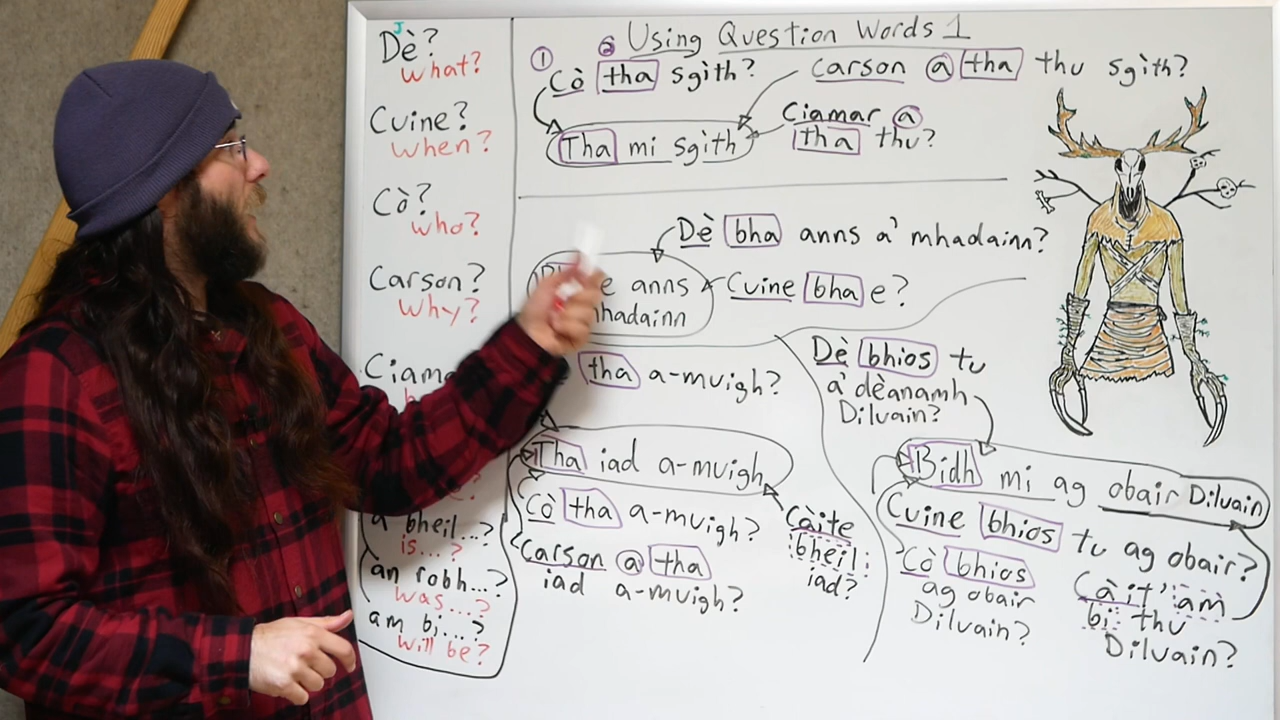 Dè?
J
what?
Cuine?
when?
Cò?
who?
Carson?
Why?
Ciama
a bheil...?
is...?
an robh...?
was...?
am bi...?
will be?
Using Question Words 1
① ②
Cò tha sgìth?
Carson a tha thu sgìth?
Ciamar a
tha thu?
Tha mi sgìth
Dè bha anns a' mhadainn?
e anns
mhadainn
Cuine bha e?
tha a-muigh?
Tha iad a-muigh
Cò tha a-muigh?
Carson a tha
iad a-muigh?
Càite
bheil
iad?
Dè bhios tu
a' dèanamh
Diluain?
Bidh mi ag obair Diluain
Cuine bhios tu ag obair?
Cò bhios
ag obair
Diluain?
Càit' am
bi thu
Diluain?